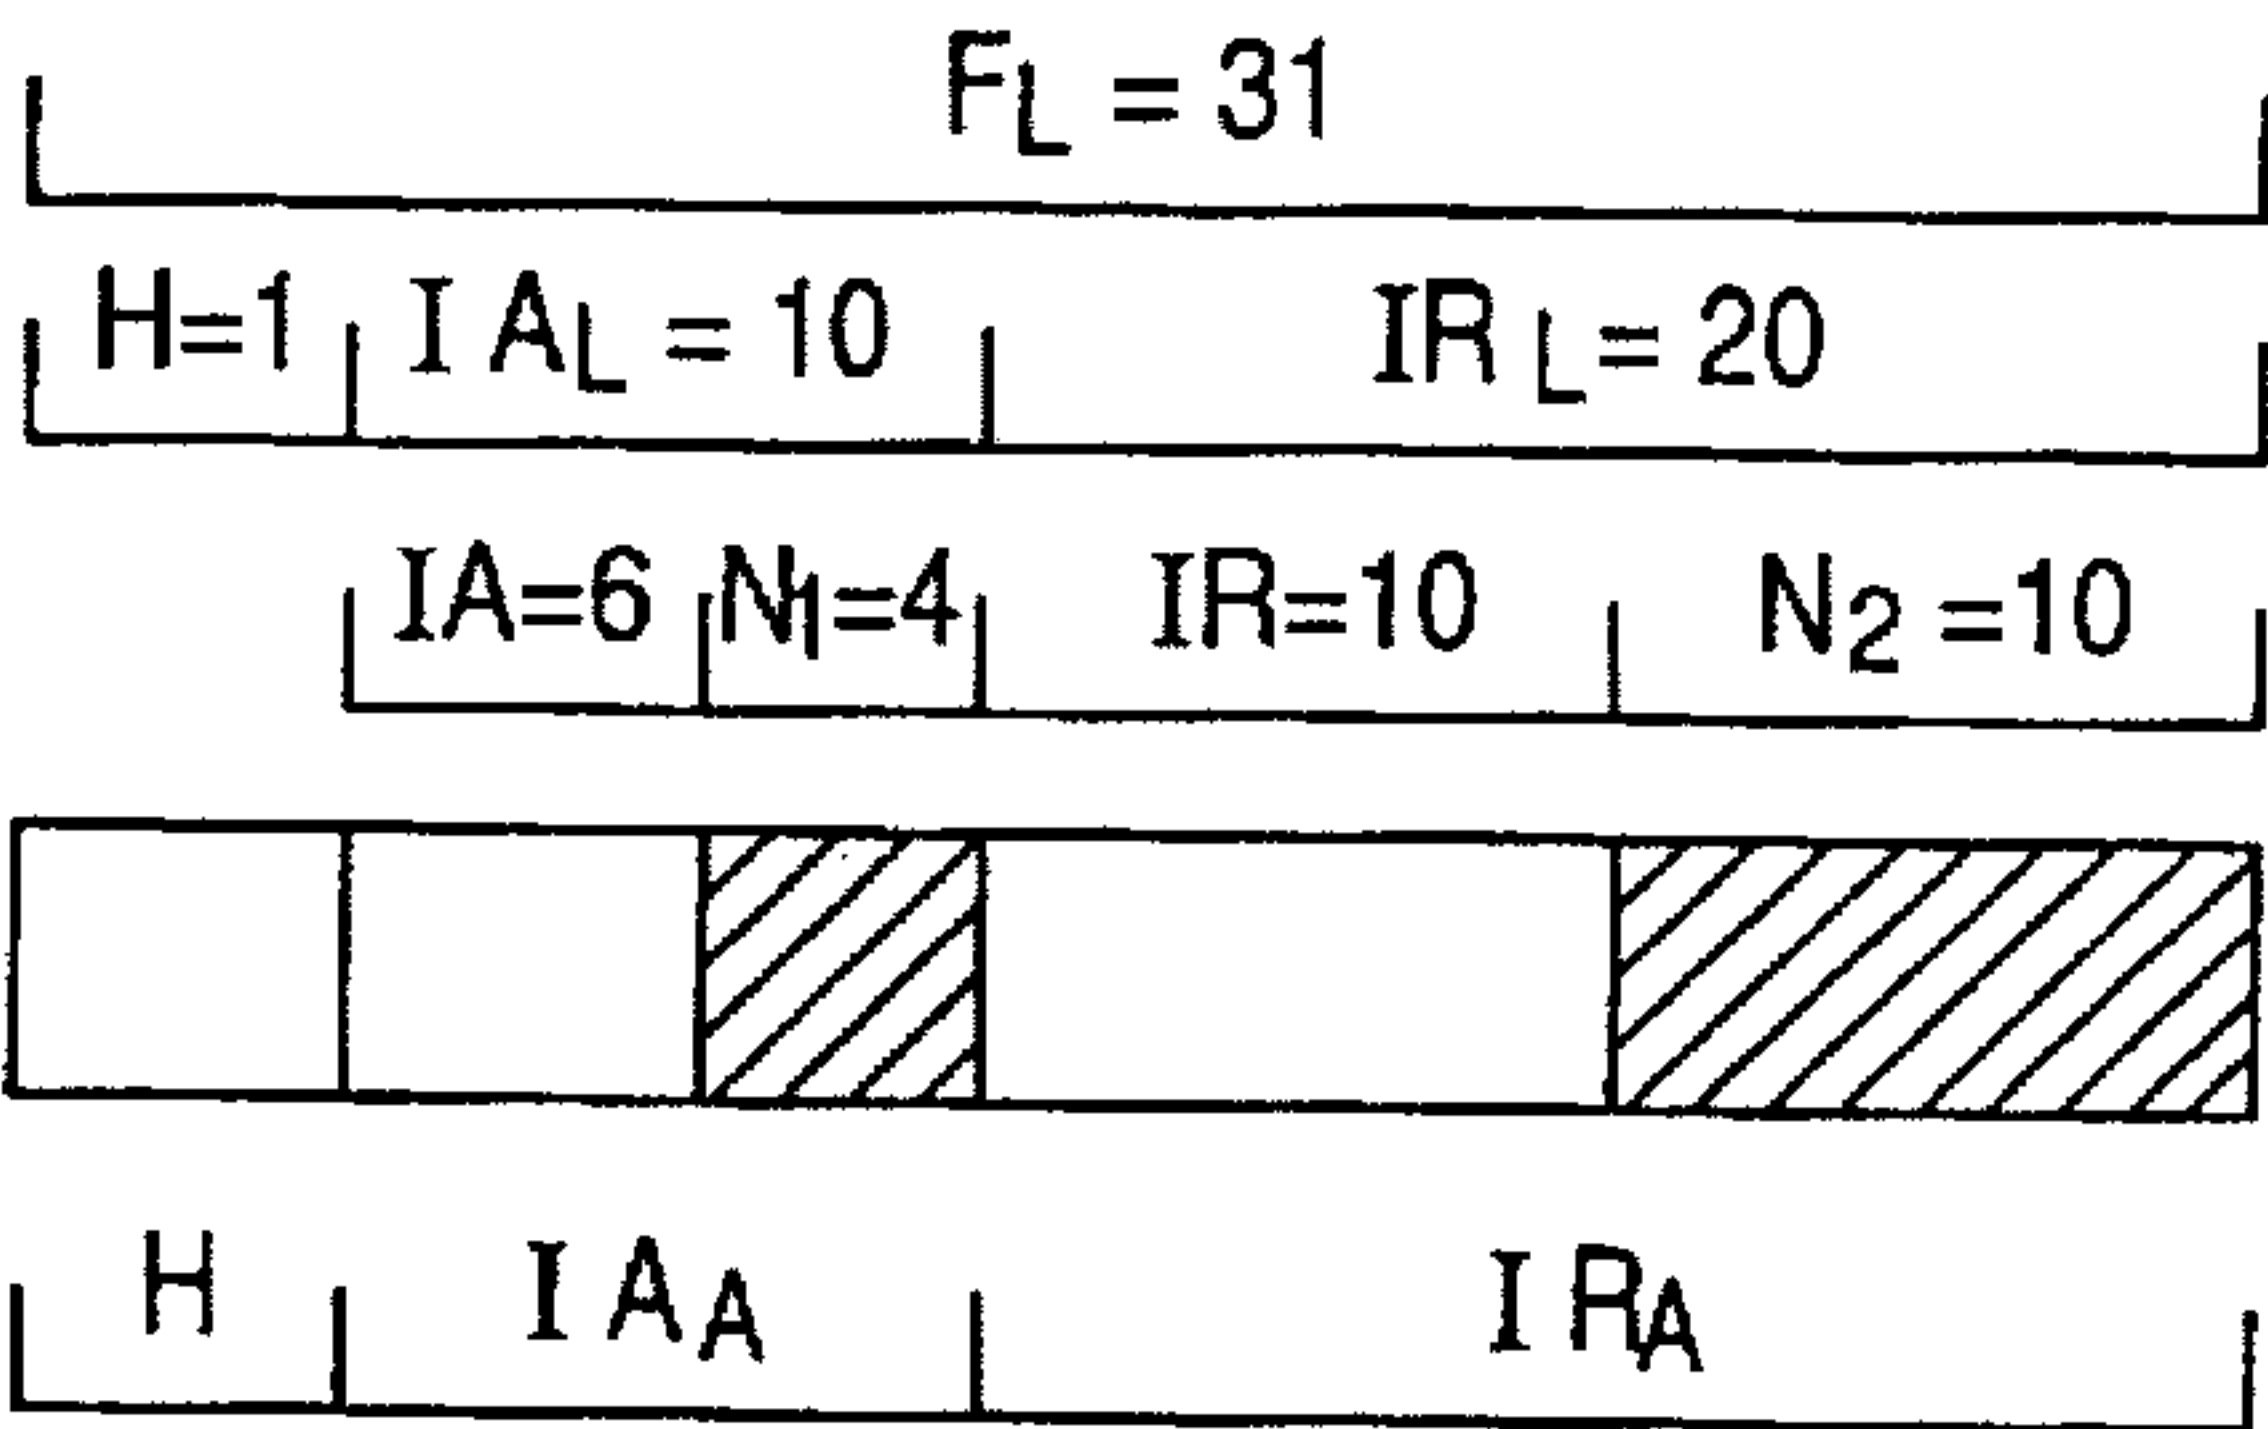 FL = 31
H=1 IAL = 10 IRL = 20
IA=6 N1=4 IR=10 N2=10
H IAA IRA